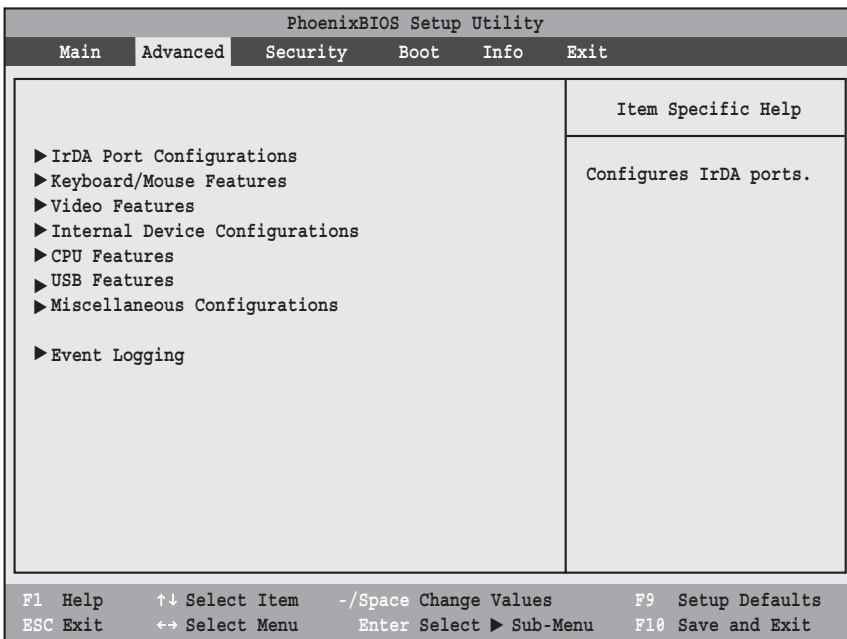 PhoenixBIOS Setup Utility
Main Advanced Security Boot Info Exit
Item Specific Help
Configures IrDA ports.
▶IrDA Port Configurations
▶Keyboard/Mouse Features
▶Video Features
▶Internal Device Configurations
▶CPU Features
▶USB Features
▶Miscellaneous Configurations
▶Event Logging
F1 Help ↑↓ Select Item -/Space Change Values F9 Setup Defaults
ESC Exit ←→ Select Menu Enter Select ▶ Sub-Menu F10 Save and Exit